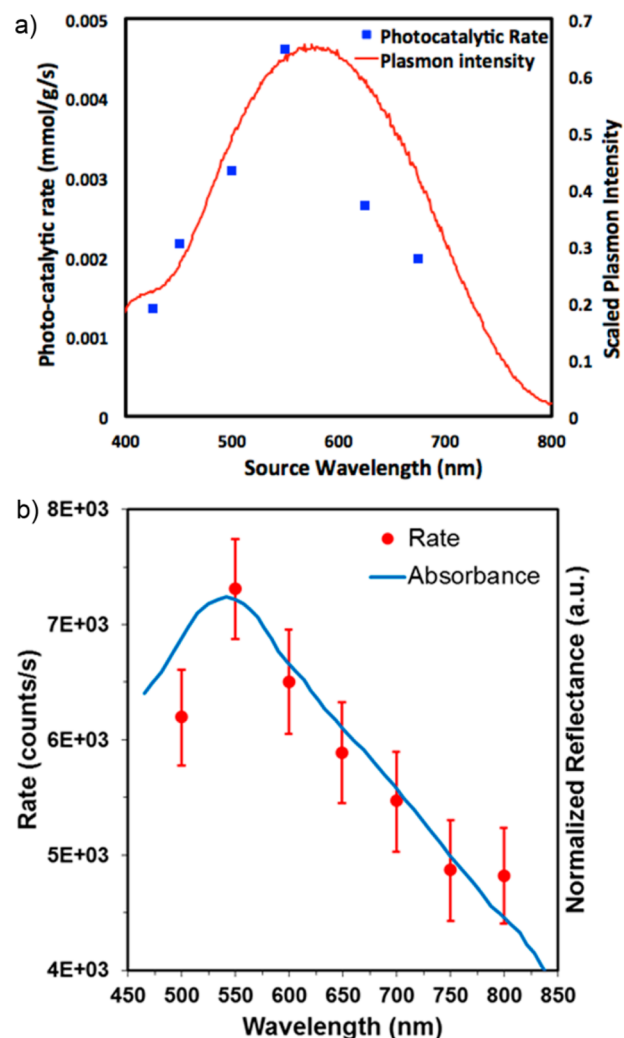 a)
0.005
0.004
0.003
0.002
0.001
0
Photo-catalytic rate (mmol/g/s)
Photocatalytic Rate
Plasmon intensity
0.7
0.6
0.5
0.4
0.3
0.2
0.1
0
Scaled Plasmon Intensity
400 500 600 700 800
Source Wavelength (nm)
b)
8E+03
7E+03
6E+03
5E+03
4E+03
Rate (counts/s)
Rate
Absorbance
Normalized Reflectance (a.u.)
450 500 550 600 650 700 750 800 850
Wavelength (nm)